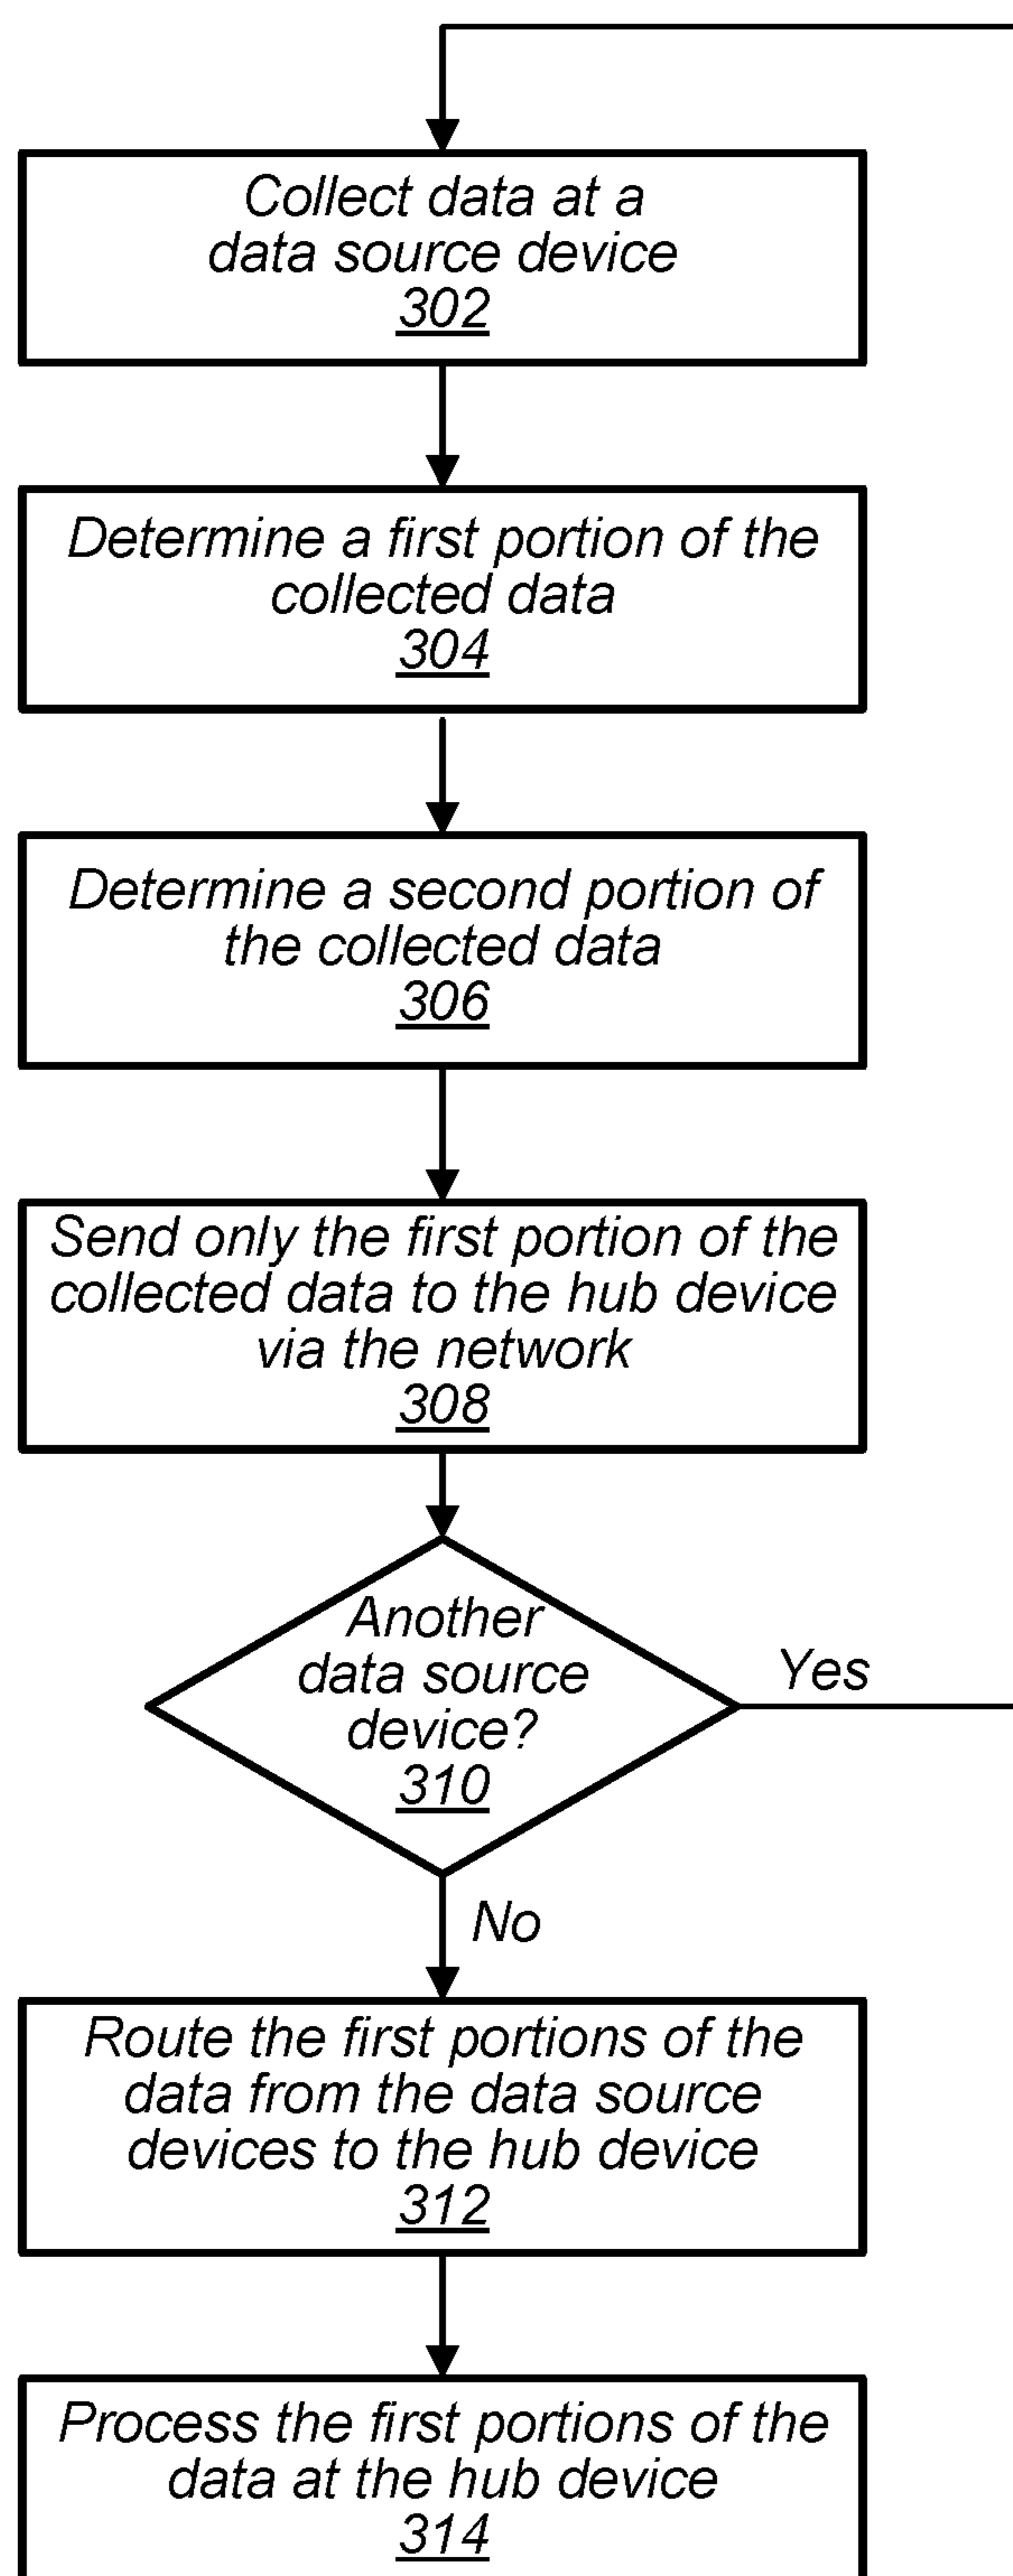 Collect data at a
data source device
302
Determine a first portion of the
collected data
304
Determine a second portion of
the collected data
306
Send only the first portion of the
collected data to the hub device
via the network
308
Another
data source
device?
310
Yes
No
Route the first portions of the
data from the data source
devices to the hub device
312
Process the first portions of the
data at the hub device
314